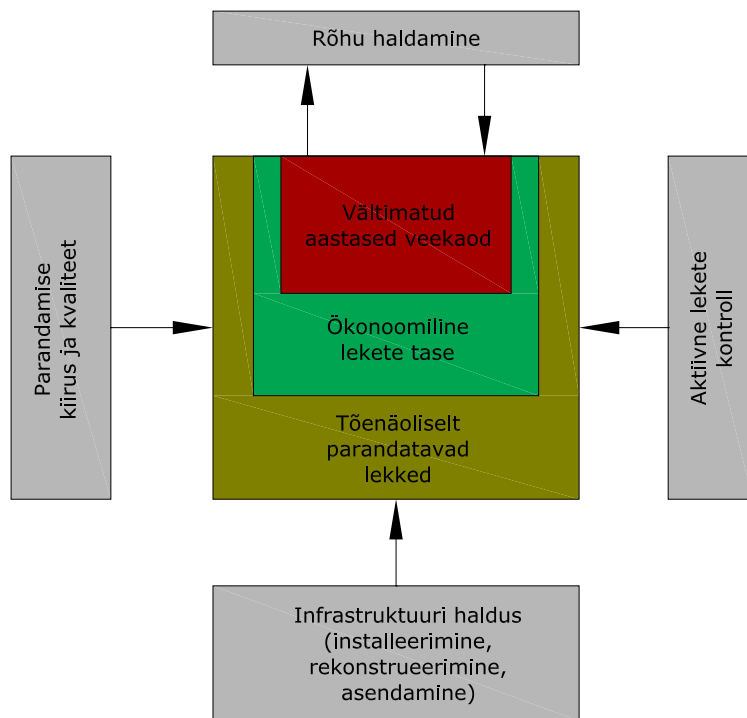 Rõhu haldamine
Parandamise
kiirus ja kvaliteet
Vältimatud
aastased veekaod
Ökonoomiline
lekete tase
Tõenäoliselt
parandatavad
lekked
Aktiivne lekete
kontroll
Infrastruktuuri haldus
(installeerimine,
rekonstrueerimine,
asendamine)